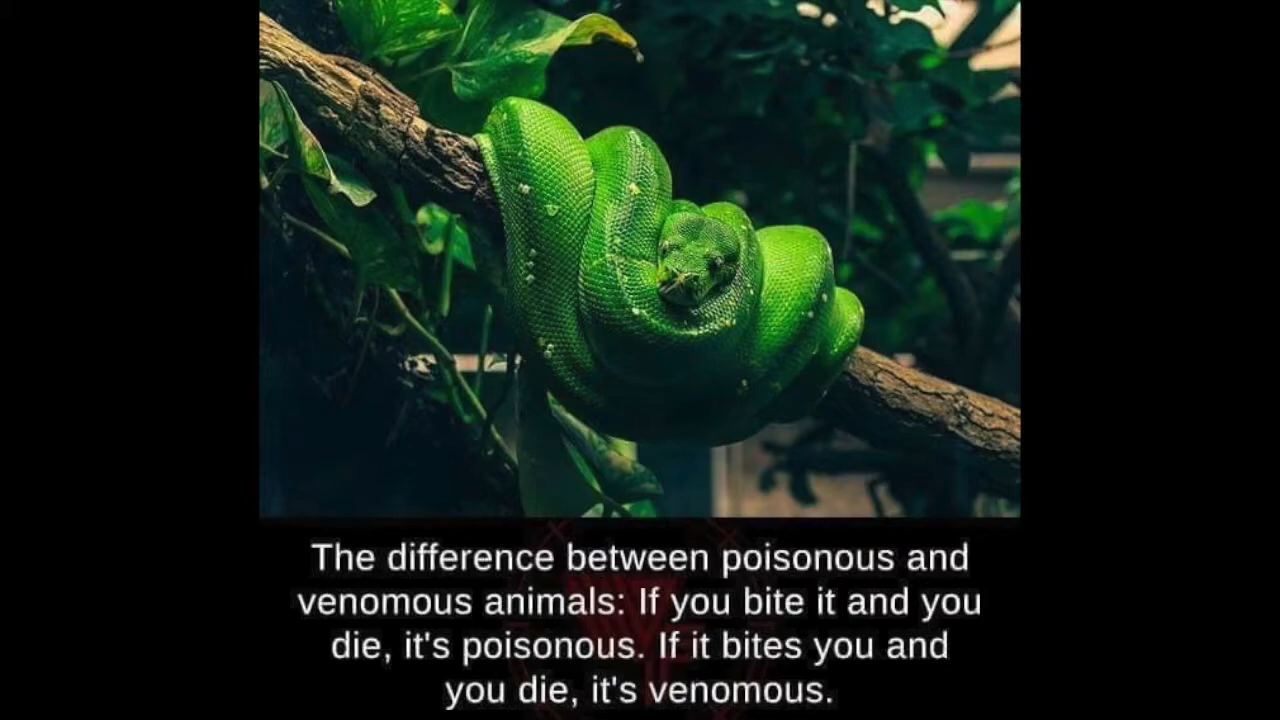 The difference between poisonous and
venomous animals: If you bite it and you
die, it's poisonous. If it bites you and
you die, it's venomous.